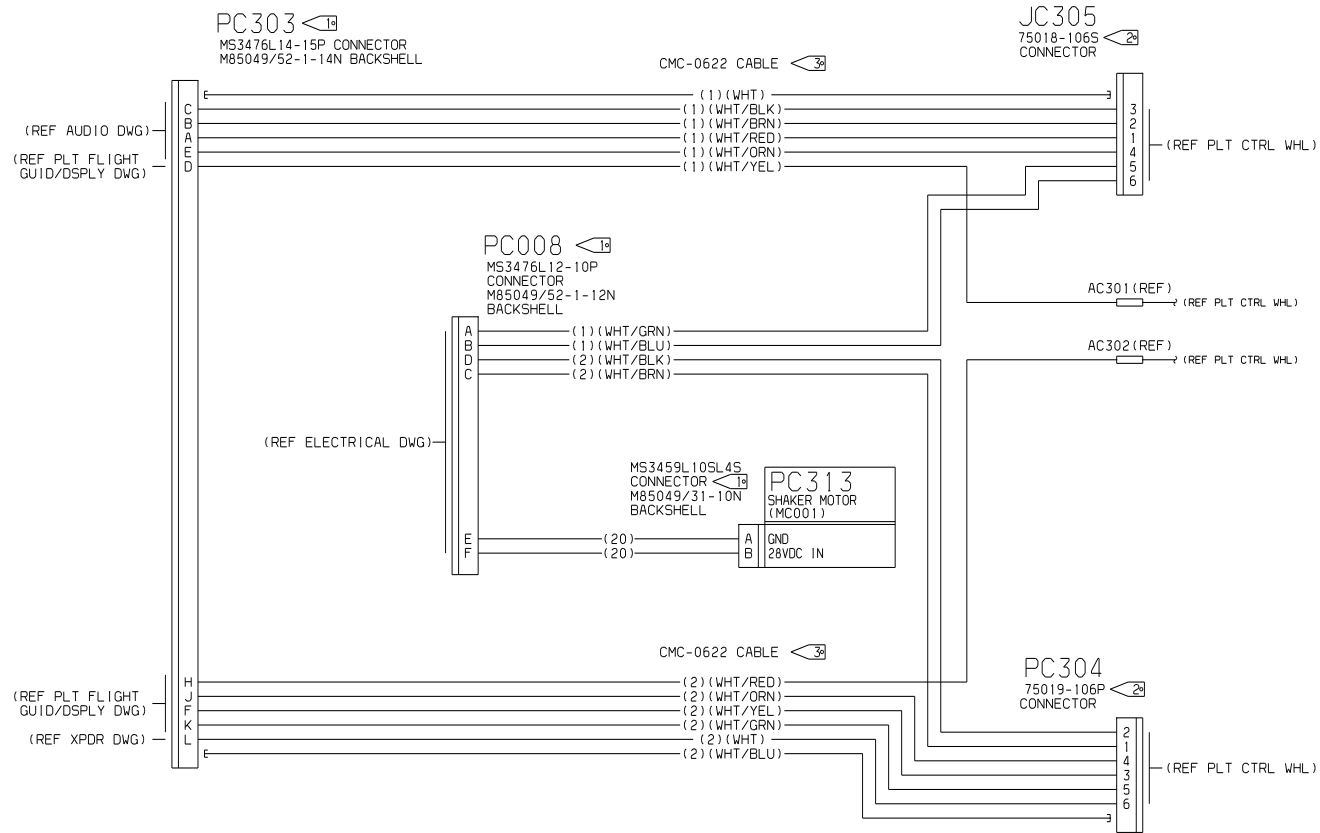 PC303 1
MS3476L14-15P CONNECTOR
M85049/52-1-14N BACKSHELL
CMC-0622 CABLE 3
JC305
75018-106S 2
CONNECTOR
(1)(WHT)
C (1)(WHT/BLK) 3
B (1)(WHT/BRN) 2
A (1)(WHT/RED) 1
E (1)(WHT/ORN) 4
D (1)(WHT/YEL) 5
6
(REF AUDIO DWG)
(REF PLT FLIGHT
GUID/DSPLY DWG)
(REF PLT CTRL WHL)
PC008 1
MS3476L12-10P
CONNECTOR
M85049/52-1-12N
BACKSHELL
AC301(REF)
(REF PLT CTRL WHL)
A (1)(WHT/GRN)
B (1)(WHT/BLU)
D (2)(WHT/BLK)
C (2)(WHT/BRN)
AC302(REF)
(REF PLT CTRL WHL)
(REF ELECTRICAL DWG)
MS3459L10SL4S
CONNECTOR 1
M85049/31-10N
BACKSHELL
PC313
SHAKER MOTOR
(MC001)
E (20) A GND
F (20) B 28VDC IN
CMC-0622 CABLE 3
PC304
75019-106P 2
CONNECTOR
H (2)(WHT/RED)
J (2)(WHT/ORN)
F (2)(WHT/YEL)
K (2)(WHT/GRN)
L (2)(WHT)
(2)(WHT/BLU)
(REF PLT FLIGHT
GUID/DSPLY DWG)
(REF XPDR DWG)
2
1
4
3
5
6
(REF PLT CTRL WHL)